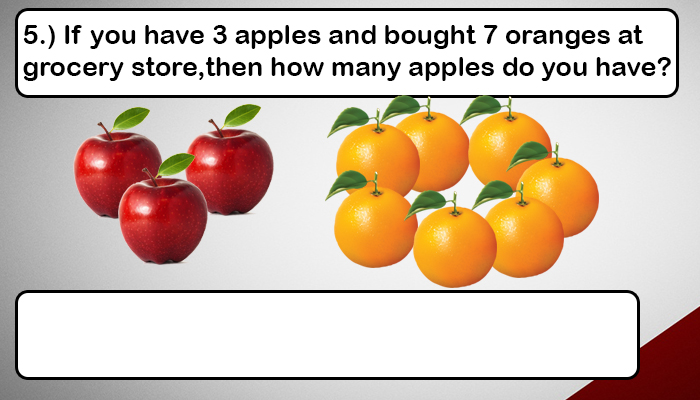 5.) If you have 3 apples and bought 7 oranges at
grocery store,then how many apples do you have?